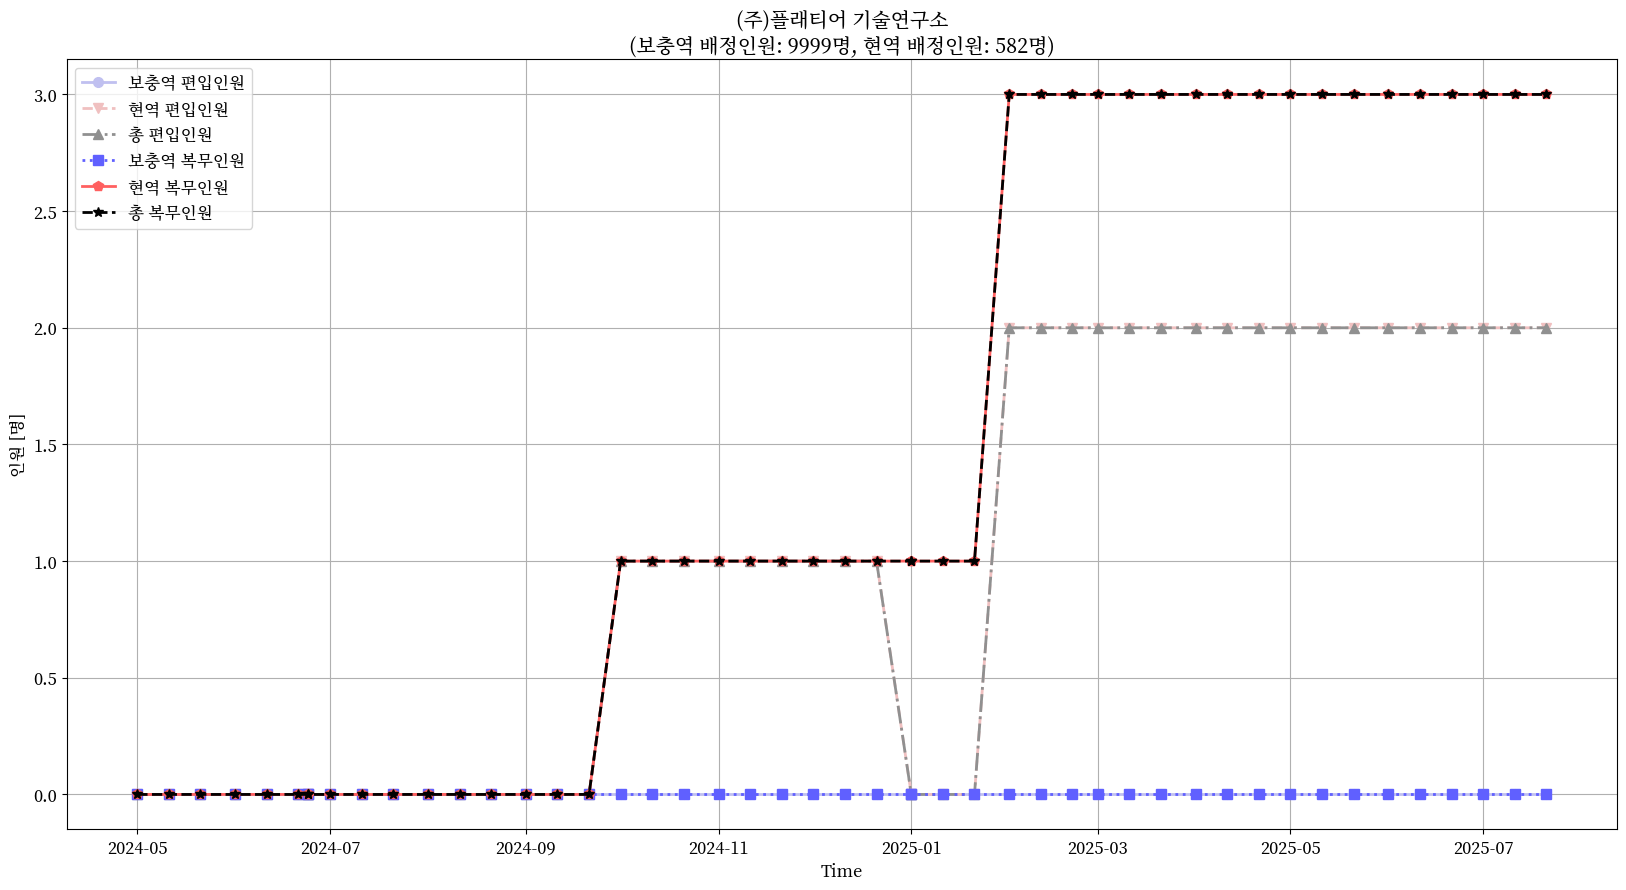 (주)플래티어 기술연구소
(보충역 배정인원: 9999명, 현역 배정인원: 582명)
보충역 편입인원
현역 편입인원
총 편입인원
보충역 복무인원
현역 복무인원
총 복무인원
3.0
2.5
2.0
1.5
1.0
0.5
0.0
인원 [명]
2024-05 2024-07 2024-09 2024-11 2025-01 2025-03 2025-05 2025-07
Time